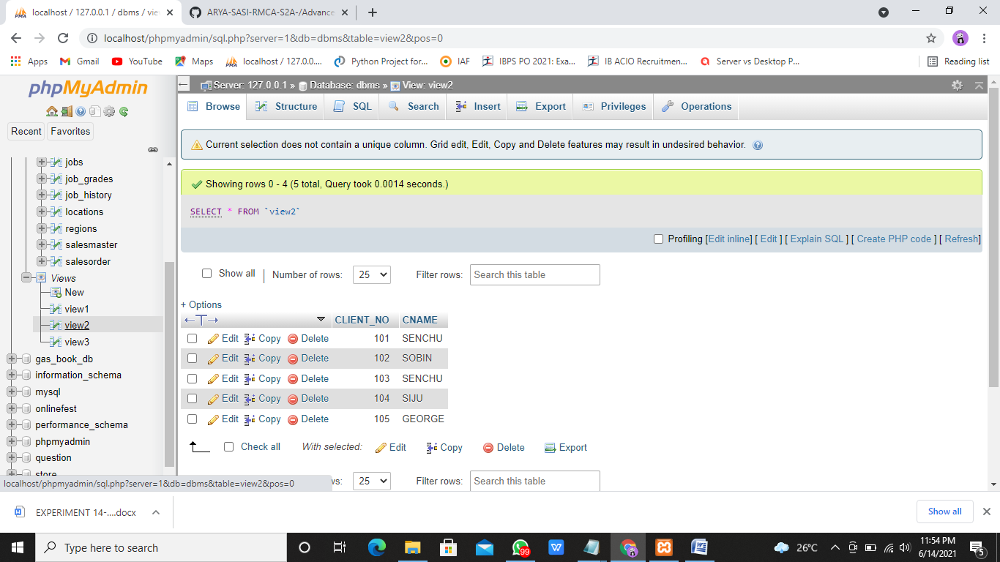 localhost / 127.0.0.1 / dbms / vie
ARYA-SASI-RMCA-S2A-/Advance
localhost/phpmyadmin/sql.php?server=1&db=dbms&table=view2&pos=0
Apps Gmail YouTube Maps localhost / 127.0.0.... Python Project for... IAF IBPS PO 2021: Exa... IB ACIO Recruitmen... Server vs Desktop P... Reading list
phpMyAdmin
Recent Favorites
jobs
job_grades
job_history
locations
regions
salesmaster
salesorder
Views
New
view1
view2
view3
gas_book_db
information_schema
mysql
onlinefest
performance_schema
phpmyadmin
question
store
Server: 127.0.0.1 » Database: dbms » View: view2
Browse Structure SQL Search Insert Export Privileges Operations
Current selection does not contain a unique column. Grid edit, Edit, Copy and Delete features may result in undesired behavior.
Showing rows 0 - 4 (5 total, Query took 0.0014 seconds.)
SELECT * FROM `view2`
Profiling [Edit inline] [ Edit ] [ Explain SQL ] [ Create PHP code ] [ Refresh]
Show all | Number of rows: 25 Filter rows: Search this table
+ Options
←T→ CLIENT_NO CNAME
Edit Copy Delete 101 SENCHU
Edit Copy Delete 102 SOBIN
Edit Copy Delete 103 SENCHU
Edit Copy Delete 104 SIJU
Edit Copy Delete 105 GEORGE
Check all With selected: Edit Copy Delete Export
ws: 25 Filter rows: Search this table
localhost/phpmyadmin/sql.php?server=1&db=dbms&table=view2&pos=0
EXPERIMENT 14-....docx
Show all
Type here to search
99
26°C
11:54 PM
6/14/2021
5